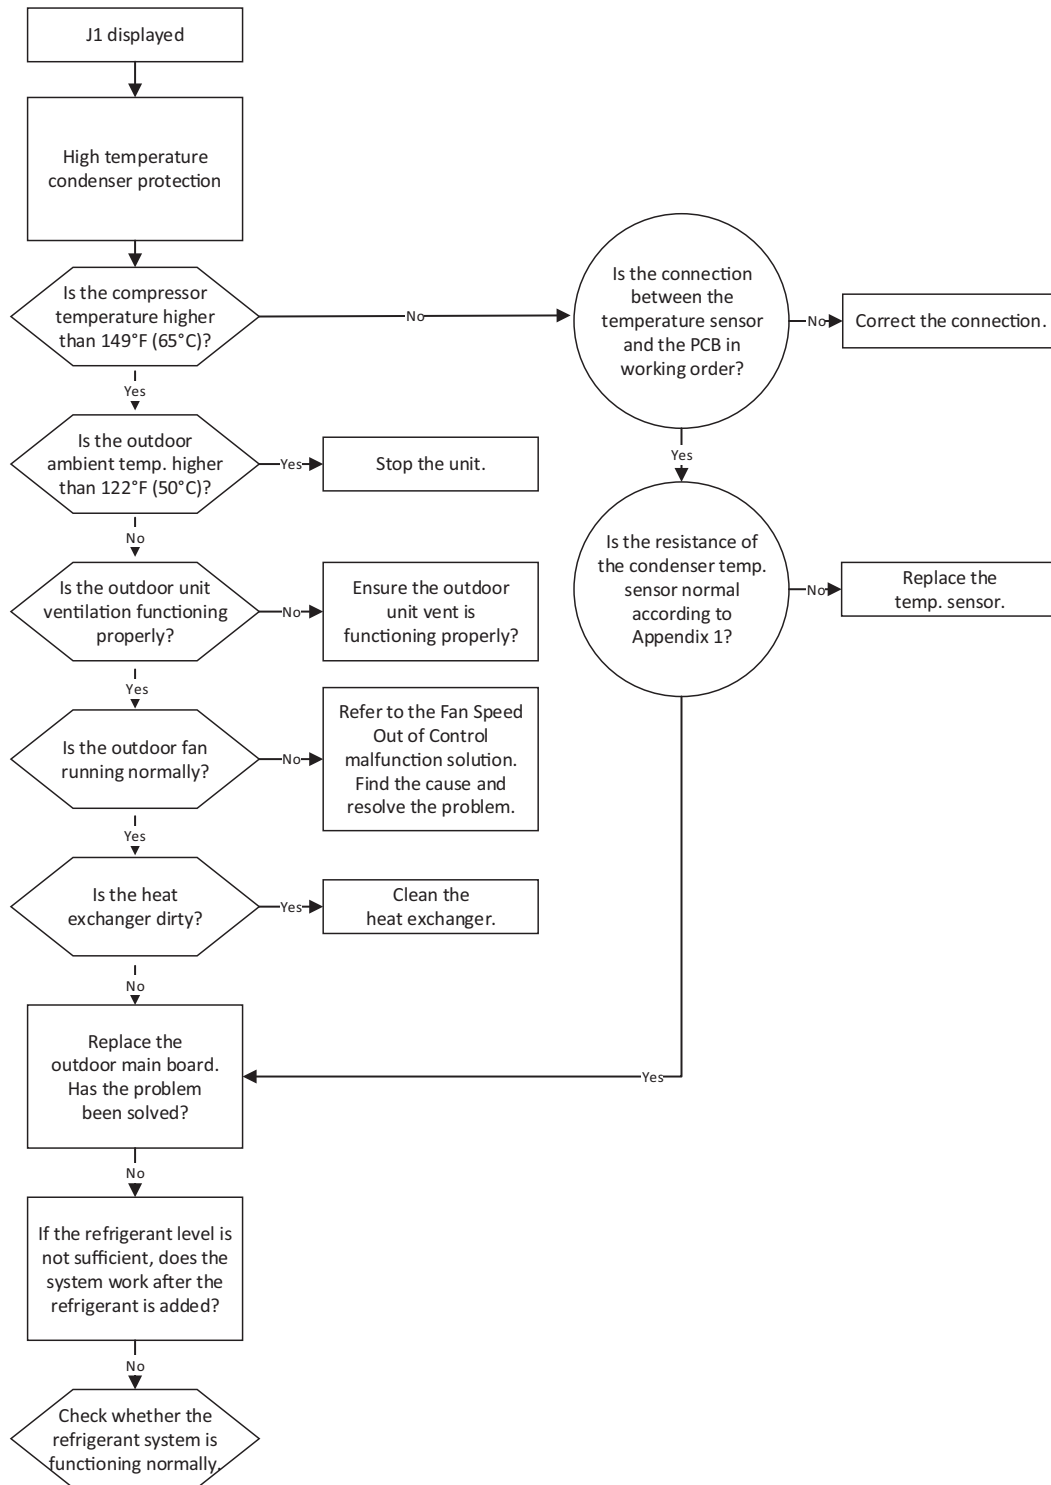 J1 displayed
High temperature
condenser protection
Is the compressor
temperature higher
than 149°F (65°C)?
No
Is the connection
between the
temperature sensor
and the PCB in
working order?
No
Correct the connection.
Yes
Is the outdoor
ambient temp. higher
than 122°F (50°C)?
Yes
Stop the unit.
Yes
No
Is the outdoor unit
ventilation functioning
properly?
No
Ensure the outdoor
unit vent is
functioning properly?
Is the resistance of
the condenser temp.
sensor normal
according to
Appendix 1?
No
Replace the
temp. sensor.
Yes
Is the outdoor fan
running normally?
No
Refer to the Fan Speed
Out of Control
malfunction solution.
Find the cause and
resolve the problem.
Yes
Is the heat
exchanger dirty?
Yes
Clean the
heat exchanger.
No
Replace the
outdoor main board.
Has the problem
been solved?
Yes
No
If the refrigerant level is
not sufficient, does the
system work after the
refrigerant is added?
No
Check whether the
refrigerant system is
functioning normally.